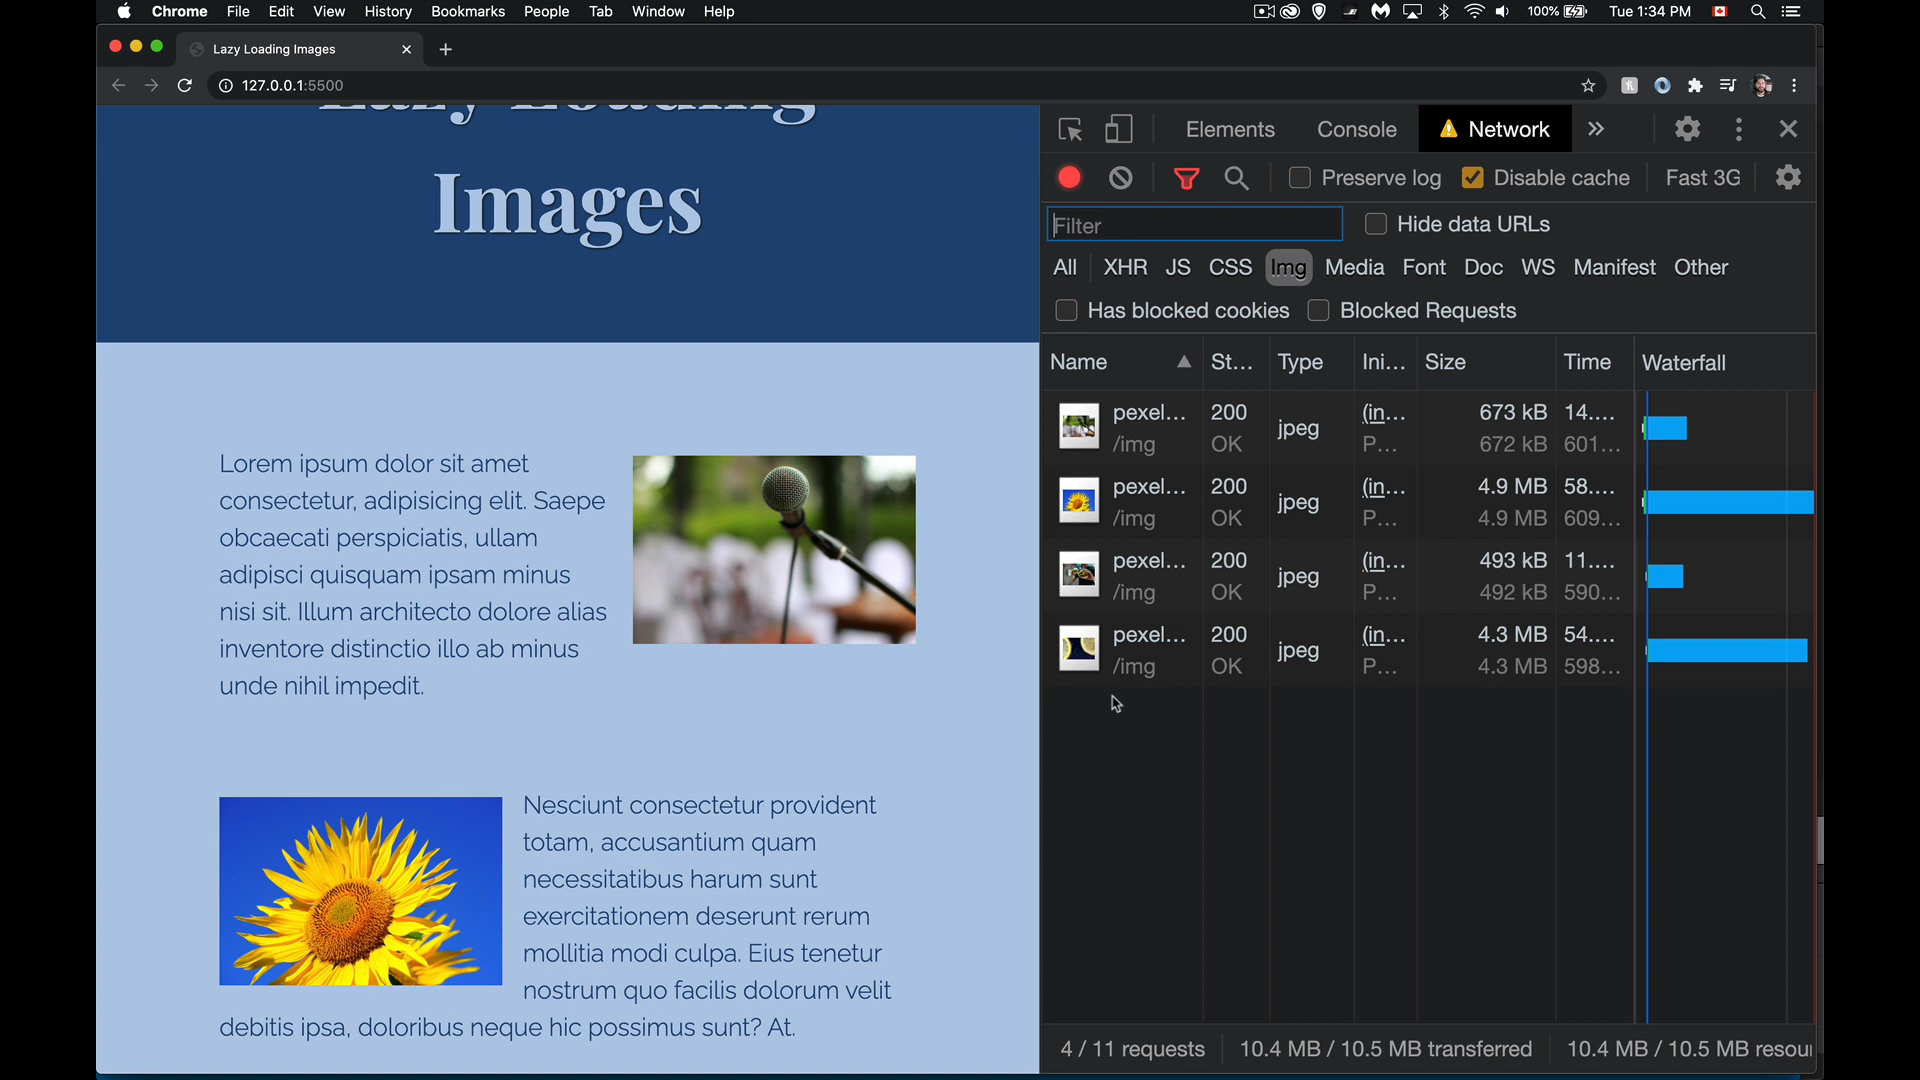 Chrome File Edit View History Bookmarks People Tab Window Help 100% Tue 1:34 PM
Lazy Loading Images
127.0.0.1:5500
Lazy Loading
Images
Lorem ipsum dolor sit amet
consectetur, adipisicing elit. Saepe
obcaecati perspiciatis, ullam
adipisci quisquam ipsam minus
nisi sit. Illum architecto dolore alias
inventore distinctio illo ab minus
unde nihil impedit.
Nesciunt consectetur provident
totam, accusantium quam
necessitatibus harum sunt
exercitationem deserunt rerum
mollitia modi culpa. Eius tenetur
nostrum quo facilis dolorum velit
debitis ipsa, doloribus neque hic possimus sunt? At.
Elements Console Network
Preserve log Disable cache Fast 3G
Filter Hide data URLs
All XHR JS CSS Img Media Font Doc WS Manifest Other
Has blocked cookies Blocked Requests
Name St... Type Ini... Size Time Waterfall
pexel... 200 jpeg (in... 673 kB 14....
/img OK P... 672 kB 601...
pexel... 200 jpeg (in... 4.9 MB 58....
/img OK P... 4.9 MB 609...
pexel... 200 jpeg (in... 493 kB 11....
/img OK P... 492 kB 590...
pexel... 200 jpeg (in... 4.3 MB 54....
/img OK P... 4.3 MB 598...
4 / 11 requests 10.4 MB / 10.5 MB transferred 10.4 MB / 10.5 MB resou